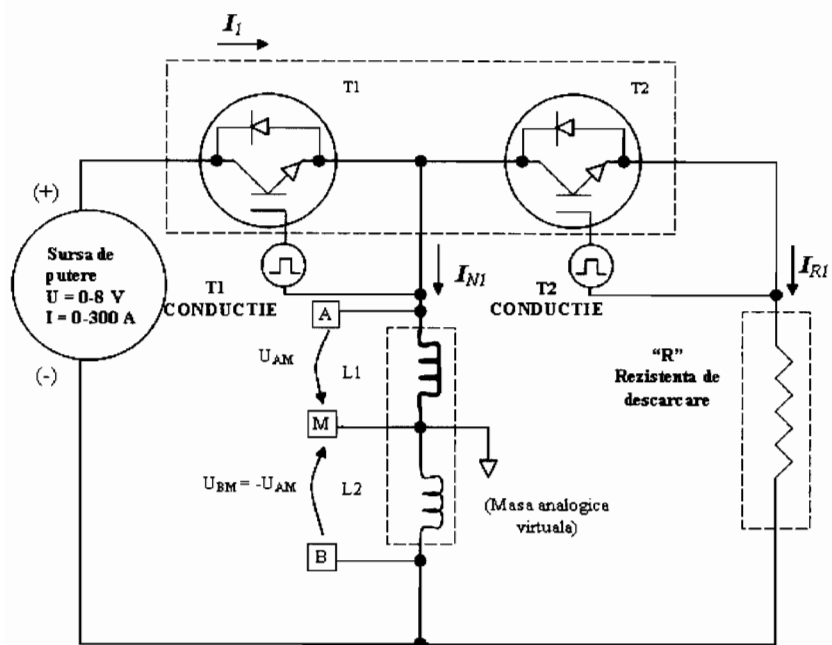 I1
T1
T2
(+)
Sursa de
putere
U = 0-8 V
I = 0-300 A
(-)
T1
CONDUCTIE
IN1
T2
CONDUCTIE
IR1
A
UAM
L1
M
UBM = -UAM
L2
B
(Masa analogica
virtuala)
“R”
Rezistenta de
descarcare